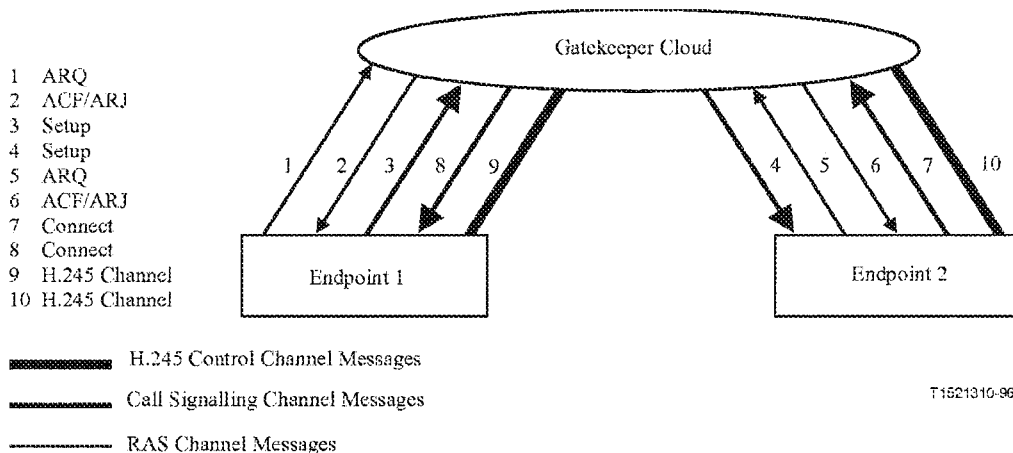 Gatekeeper Cloud
1 ARQ
2 ACF/ARJ
3 Setup
4 Setup
5 ARQ
6 ACF/ARJ
7 Connect
8 Connect
9 H.245 Channel
10 H.245 Channel
1 2 3 8 9 4 5 6 7 10
Endpoint 1 Endpoint 2
H.245 Control Channel Messages
Call Signalling Channel Messages
T1521310-96
RAS Channel Messages